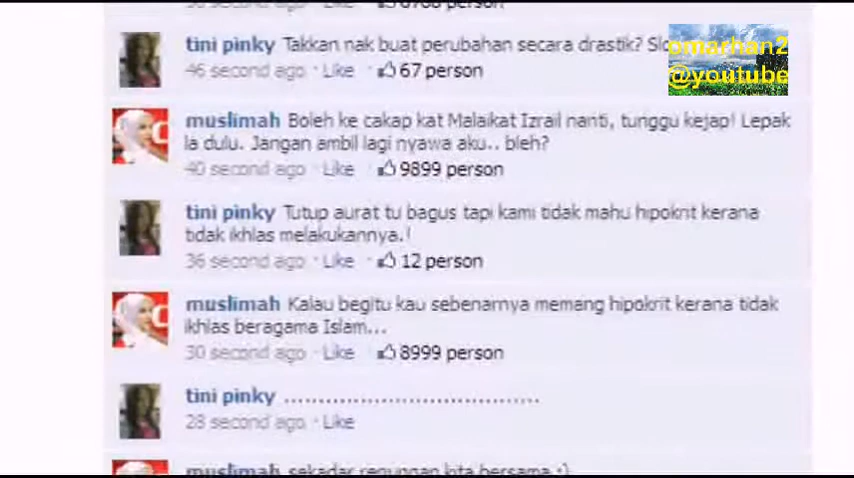 tini pinky Takkan nak buat perubahan secara drastik?
omarhan2
@youtube
46 second ago · Like · 67 person
muslimah Boleh ke cakap kat Malaikat Izrail nanti, tunggu kejap! Lepak
la dulu. Jangan ambil lagi nyawa aku.. bleh?
40 second ago · Like · 9899 person
tini pinky Tutup aurat tu bagus tapi kami tidak mahu hipokrit kerana
tidak ikhlas melakukannya.!
36 second ago · Like · 12 person
muslimah Kalau begitu kau sebenarnya memang hipokrit kerana tidak
ikhlas beragama Islam...
30 second ago · Like · 8999 person
tini pinky .......................................
28 second ago · Like
muslimah sekadar renungan kita bersama :)